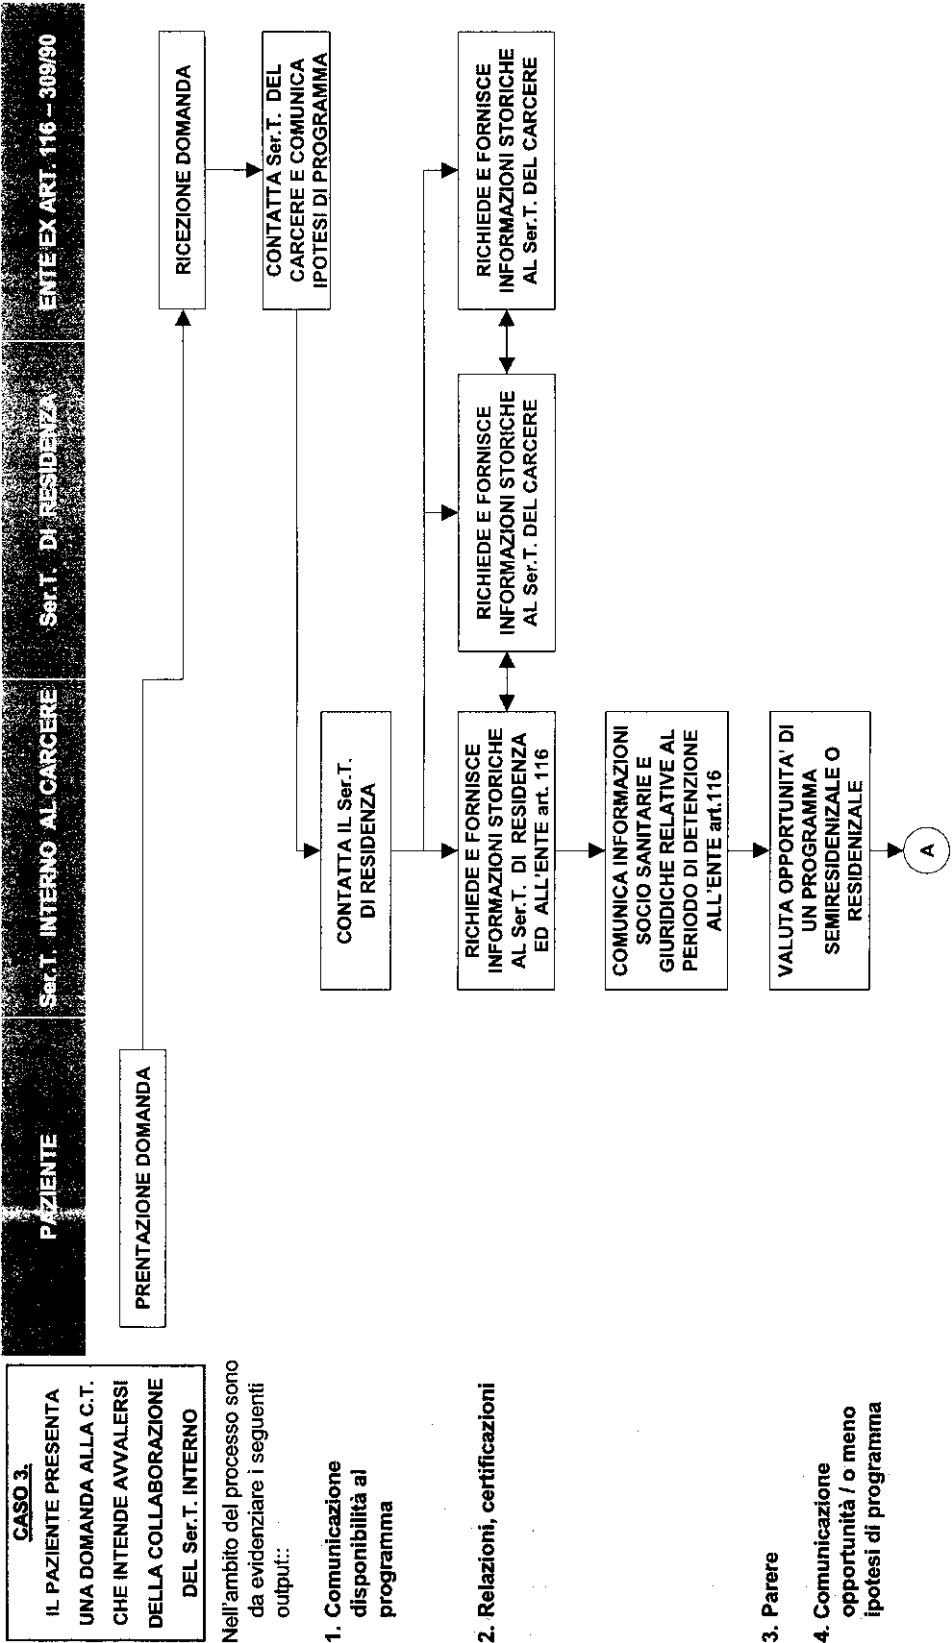 CASO 3.
IL PAZIENTE PRESENTA
UNA DOMANDA ALLA C.T.
CHE INTENDE AVVALERSI
DELLA COLLABORAZIONE
DEL Ser.T. INTERNO
PAZIENTE
Ser.T. INTERNO AL CARCERE
Ser.T. DI RESIDENZA
ENTE EX ART. 116 – 309/90
Nell'ambito del processo sono
da evidenziare i seguenti
output::
1. Comunicazione
disponibilità al
programma
2. Relazioni, certificazioni
3. Parere
4. Comunicazione
opportunità / o meno
ipotesi di programma
PRENTAZIONE DOMANDA
RICEZIONE DOMANDA
CONTATTA Ser.T. DEL
CARCERE E COMUNICA
IPOTESI DI PROGRAMMA
CONTATTA IL Ser.T.
DI RESIDENZA
RICHIEDE E FORNISCE
INFORMAZIONI STORICHE
AL Ser.T. DI RESIDENZA
ED ALL'ENTE art. 116
RICHIEDE E FORNISCE
INFORMAZIONI STORICHE
AL Ser.T. DEL CARCERE
RICHIEDE E FORNISCE
INFORMAZIONI STORICHE
AL Ser.T. DEL CARCERE
COMUNICA INFORMAZIONI
SOCIO SANITARIE E
GIURIDICHE RELATIVE AL
PERIODO DI DETENZIONE
ALL'ENTE art.116
VALUTA OPPORTUNITA' DI
UN PROGRAMMA
SEMIRESIDENIZALE O
RESIDENIZALE
A